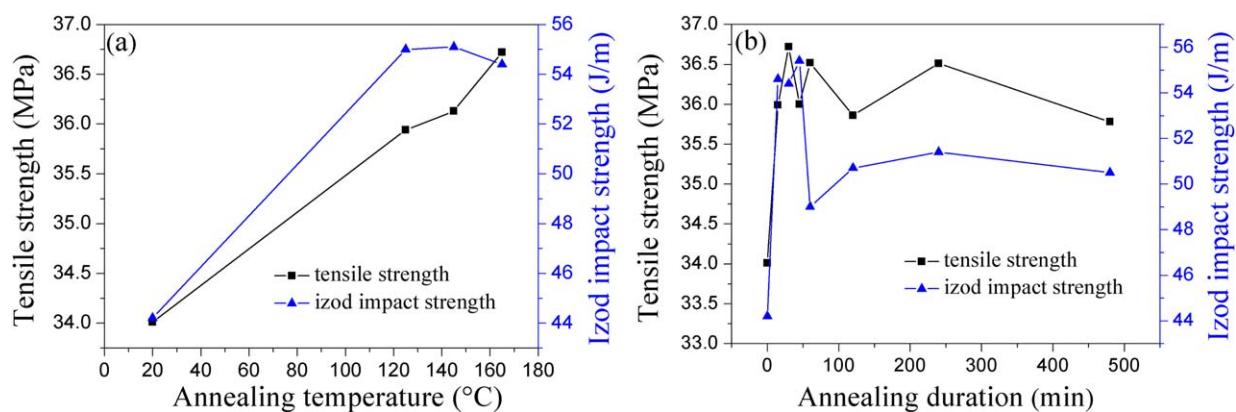 (a)
Tensile strength (MPa)
37.0
36.5
36.0
35.5
35.0
34.5
34.0
56
54
52
50
48
46
44
Izod impact strength (J/m)
tensile strength
izod impact strength
0 20 40 60 80 100 120 140 160 180
Annealing temperature (°C)
(b)
Tensile strength (MPa)
37.0
36.5
36.0
35.5
35.0
34.5
34.0
33.5
33.0
56
54
52
50
48
46
44
Izod impact strength (J/m)
tensile strength
izod impact strength
0 100 200 300 400 500
Annealing duration (min)